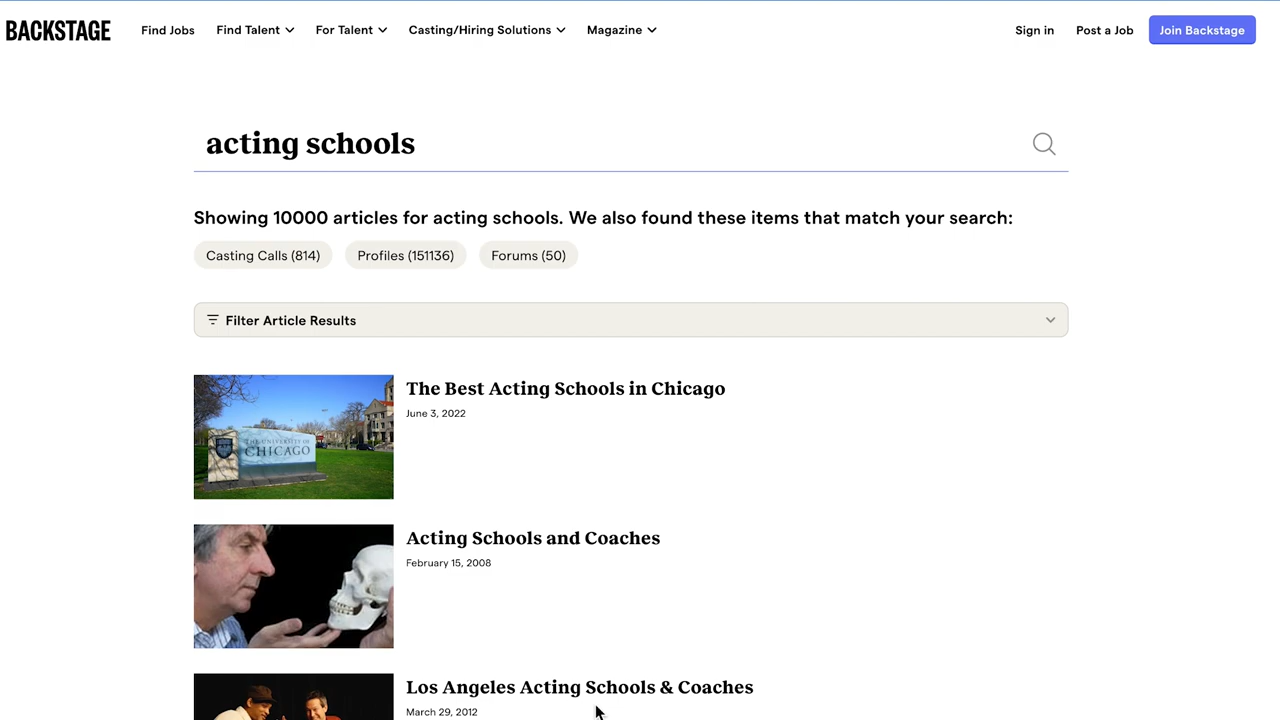 BACKSTAGE Find Jobs Find Talent For Talent Casting/Hiring Solutions Magazine Sign in Post a Job Join Backstage
acting schools
Showing 10000 articles for acting schools. We also found these items that match your search:
Casting Calls (814) Profiles (151136) Forums (50)
Filter Article Results
The Best Acting Schools in Chicago
June 3, 2022
THE UNIVERSITY OF
CHICAGO
Acting Schools and Coaches
February 15, 2008
Los Angeles Acting Schools & Coaches
March 29, 2012